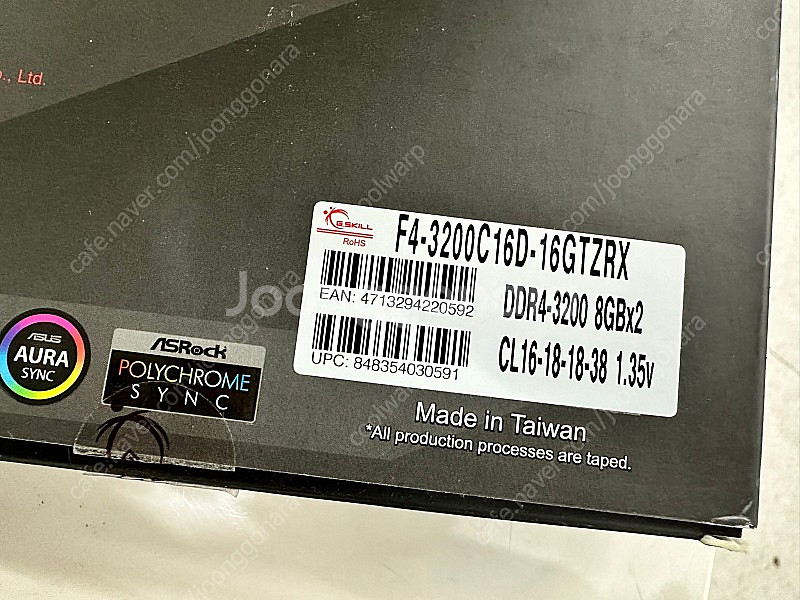 ., Ltd.
G.SKILL
RoHS
F4-3200C16D-16GTZRX
EAN: 4713294220592
DDR4-3200 8GBx2
UPC: 848354030591
CL16-18-18-38 1.35v
ASUS
AURA
SYNC
ASRock
POLYCHROME
SYNC
Made in Taiwan
*All production processes are taped.
cafe.naver.com/joonggonara
coolwarp